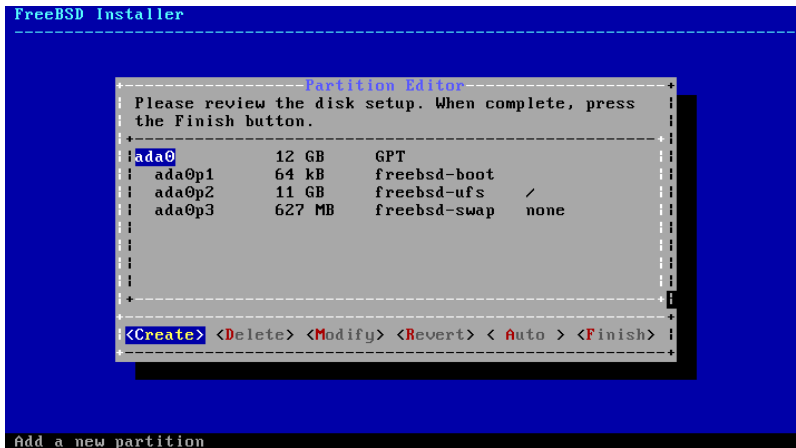 FreeBSD Installer
Partition Editor
Please review the disk setup. When complete, press
the Finish button.
ada0 12 GB GPT
ada0p1 64 kB freebsd-boot
ada0p2 11 GB freebsd-ufs /
ada0p3 627 MB freebsd-swap none
<Create> <Delete> <Modify> <Revert> < Auto > <Finish>
Add a new partition